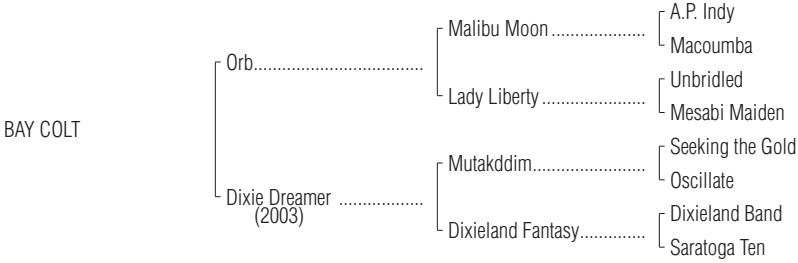 A.P. Indy
Malibu Moon ....................
Macoumba
Orb..................................
Unbridled
Lady Liberty ......................
Mesabi Maiden
BAY COLT
Seeking the Gold
Mutakddim........................
Oscillate
Dixie Dreamer .................
(2003)
Dixieland Band
Dixieland Fantasy..............
Saratoga Ten